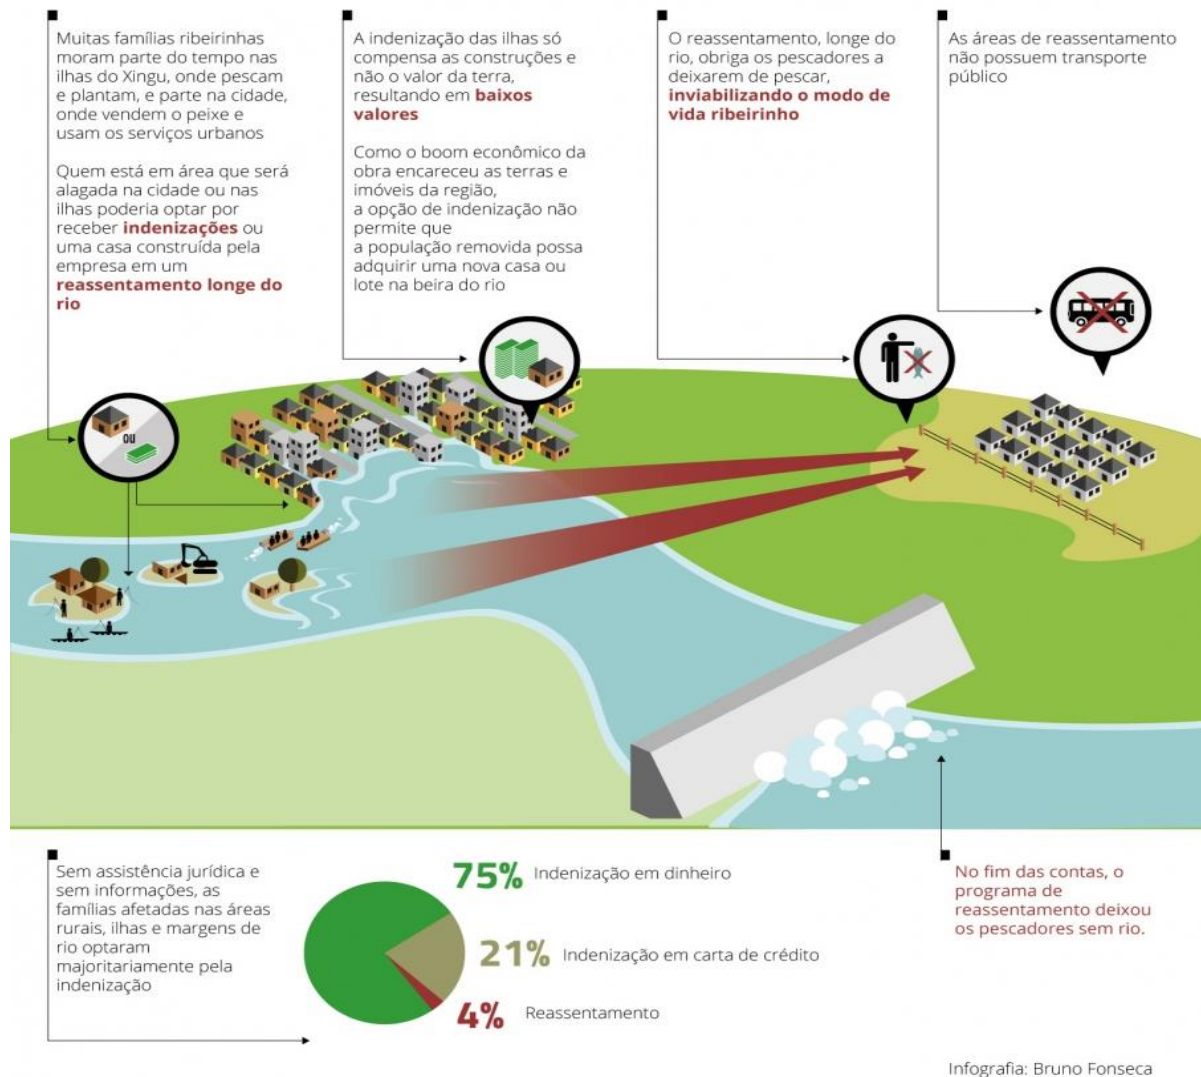 Muitas famílias ribeirinhas
moram parte do tempo nas
ilhas do Xingu, onde pescam
e plantam, e parte na cidade,
onde vendem o peixe e
usam os serviços urbanos
Quem está em área que será
alagada na cidade ou nas
ilhas poderia optar por
receber indenizações ou
uma casa construída pela
empresa em um
reassentamento longe do
rio
A indenização das ilhas só
compensa as construções e
não o valor da terra,
resultando em baixos
valores
Como o boom econômico da
obra encareceu as terras e
imóveis da região,
a opção de indenização não
permite que
a população removida possa
adquirir uma nova casa ou
lote na beira do rio
O reassentamento, longe do
rio, obriga os pescadores a
deixarem de pescar,
inviabilizando o modo de
vida ribeirinho
As áreas de reassentamento
não possuem transporte
público
ou
Sem assistência jurídica e
sem informações, as
famílias afetadas nas áreas
rurais, ilhas e margens de
rio optaram
majoritariamente pela
indenização
75% Indenização em dinheiro
21% Indenização em carta de crédito
4% Reassentamento
No fim das contas, o
programa de
reassentamento deixou
os pescadores sem rio.
Infografia: Bruno Fonseca